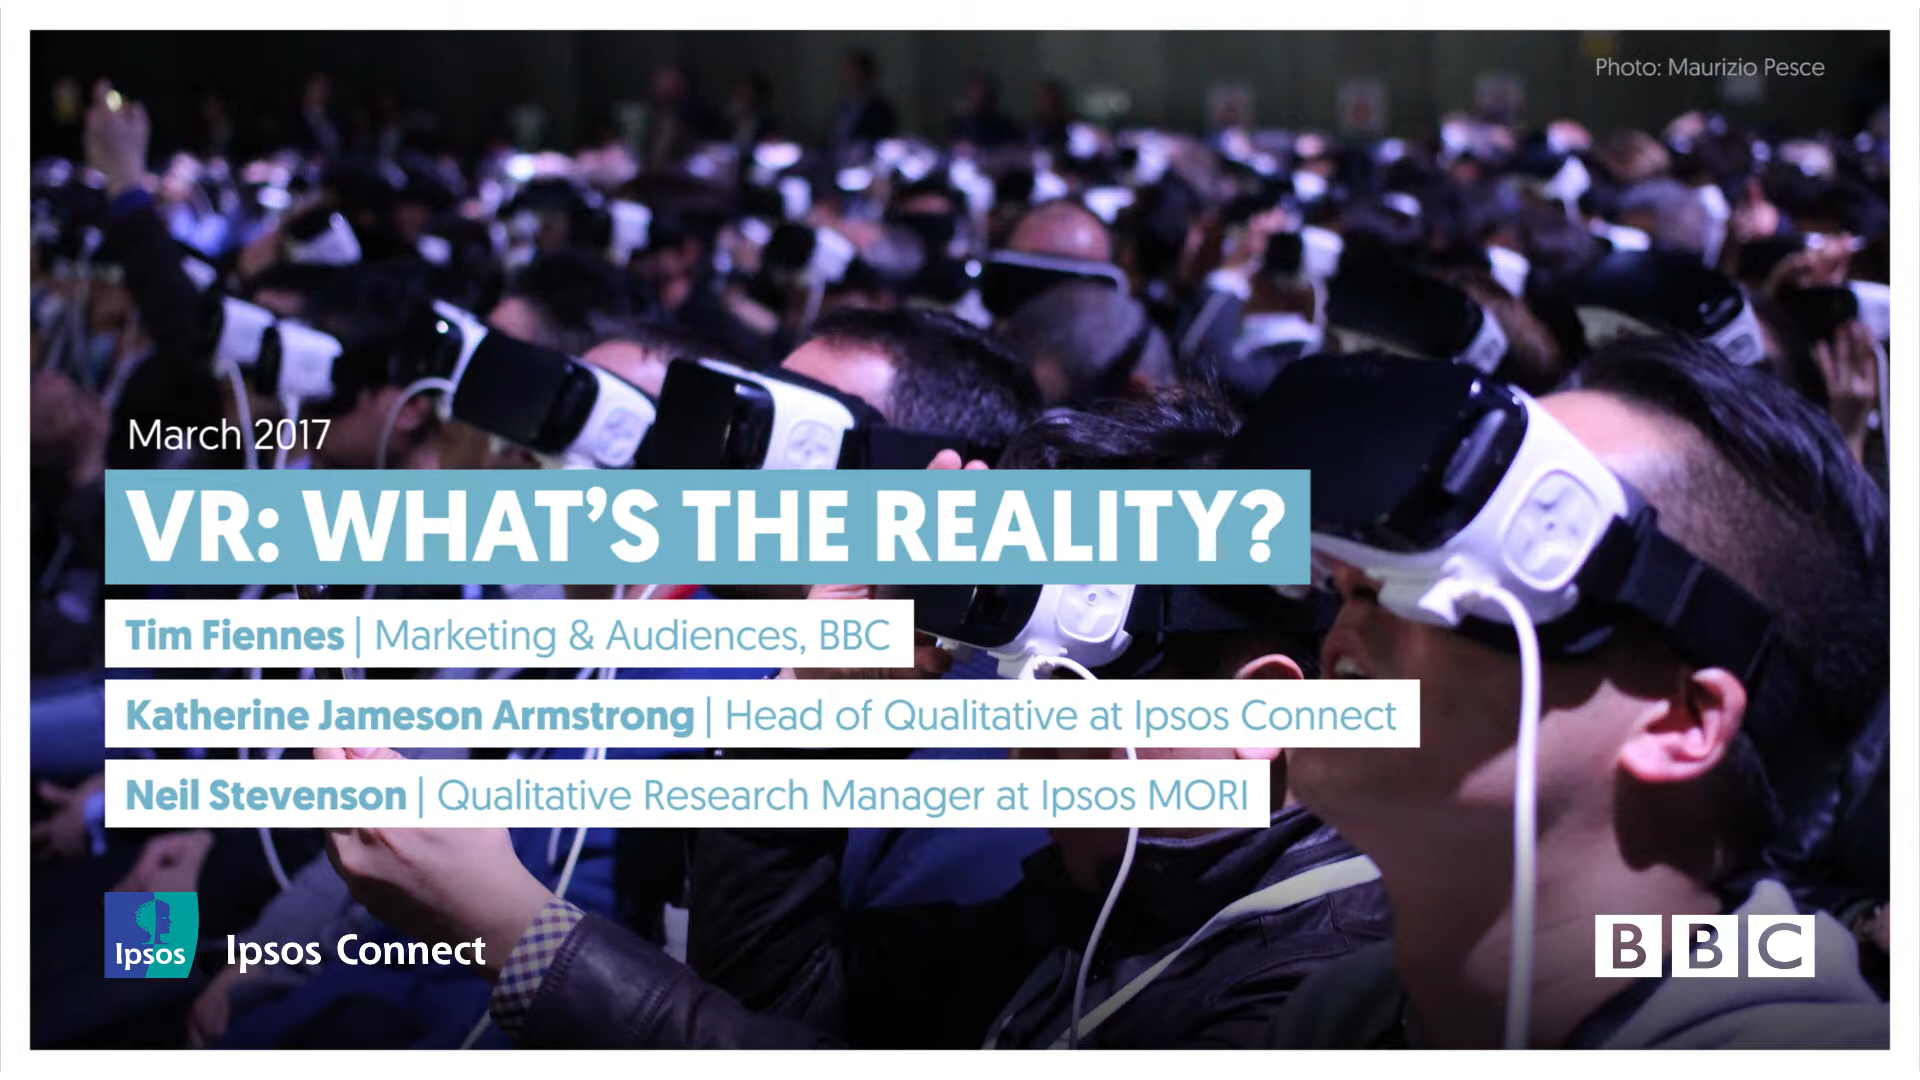 Photo: Maurizio Pesce
March 2017
VR: WHAT’S THE REALITY?
Tim Fiennes | Marketing & Audiences, BBC
Katherine Jameson Armstrong | Head of Qualitative at Ipsos Connect
Neil Stevenson | Qualitative Research Manager at Ipsos MORI
Ipsos
Ipsos Connect
BBC